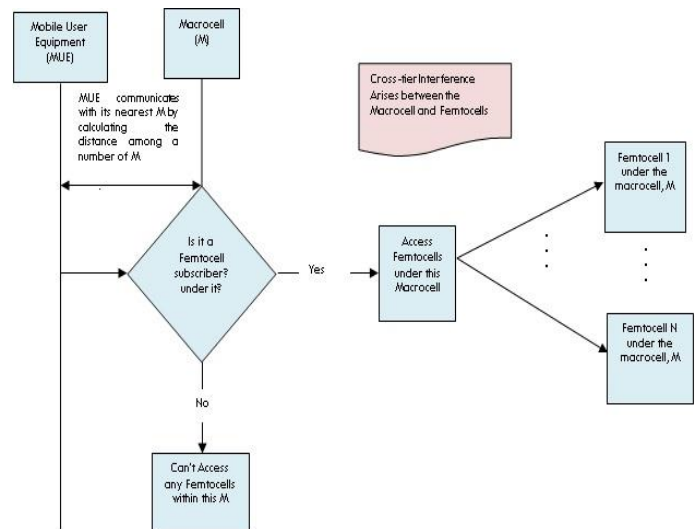 Mobile User
Equipment
(MUE)
Macrocell
(M)
MUE communicates
with its nearest M by
calculating the
distance among a
number of M
Cross-tier Interference
Arises between the
Macrocell and Femtocells
Is it a
Femtocell
subscriber?
under it?
Yes
Access
Femtocells
under this
Macrocell
Femtocell 1
under the
macrocell, M
Femtocell N
under the
macrocell, M
No
Can't Access
any Femtocells
within this M